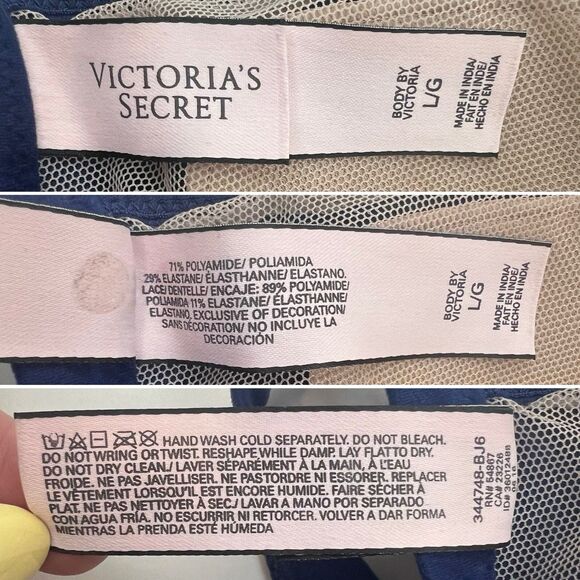 VICTORIA'S
SECRET
BODY BY
VICTORIA
L/G
MADE IN INDIA/
FAIT EN INDE/
HECHO EN INDIA
71% POLYAMIDE/ POLIAMIDA
29% ELASTANE/ ÉLASTHANNE/ ELASTANO.
LACE/DENTELLE/ ENCAJE: 89% POLYAMIDE/
POLIAMIDA 11% ELASTANE/ ÉLASTHANNE/
ELASTANO, EXCLUSIVE OF DECORATION/
SANS DÉCORATION/ NO INCLUYE LA
DECORACIÓN
BODY BY
VICTORIA
L/G
MADE IN INDIA/
FAIT EN INDE/
HECHO EN INDIA
HAND WASH COLD SEPARATELY. DO NOT BLEACH.
DO NOT WRING OR TWIST. RESHAPE WHILE DAMP. LAY FLAT TO DRY.
DO NOT DRY CLEAN./ LAVER SÉPARÉMENT À LA MAIN, À L'EAU
FROIDE. NE PAS JAVELLISER. NE PAS TORDRE NI ESSORER. REPLACER
LE VÊTEMENT LORSQU'IL EST ENCORE HUMIDE. FAIRE SÉCHER À
PLAT. NE PAS NETTOYER À SEC./ LAVAR A MANO POR SEPARADO
CON AGUA FRÍA. NO ESCURRIR NI RETORCER. VOLVER A DAR FORMA
MIENTRAS LA PRENDA ESTÉ HÚMEDA
344748-BJ6
RN# 54867
CA# 23226
ID# 36012488